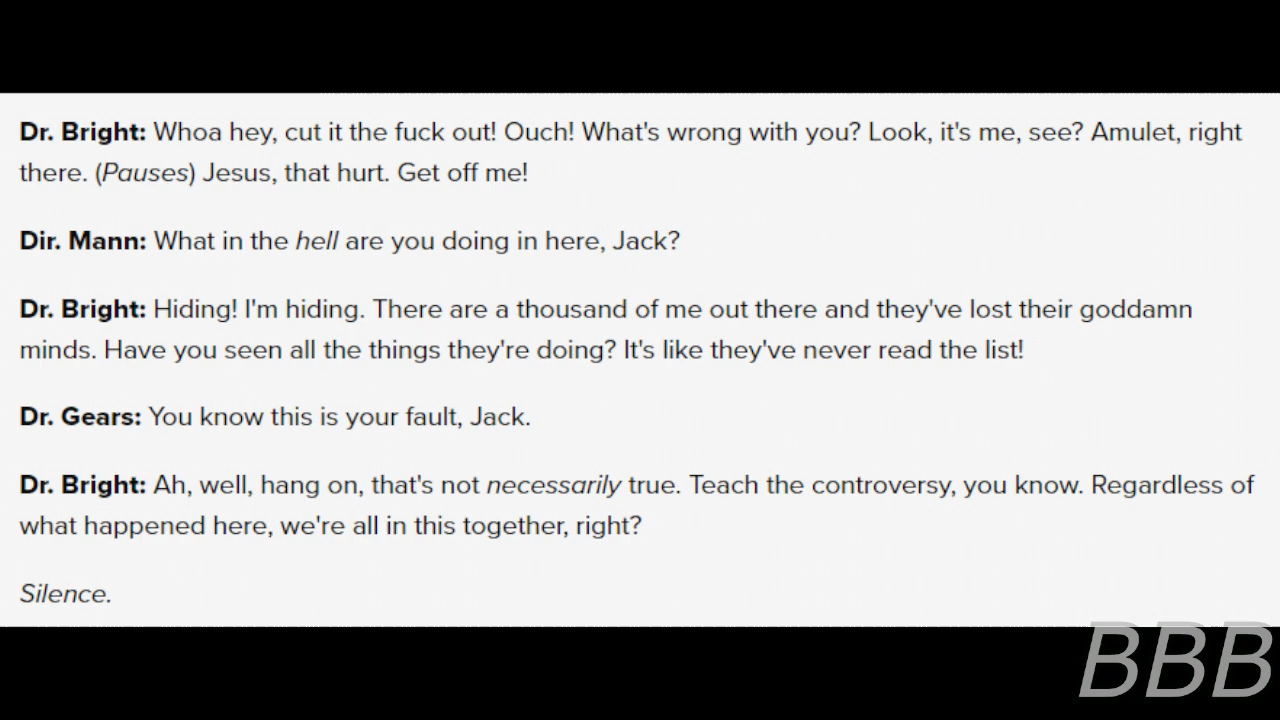 Dr. Bright: Whoa hey, cut it the fuck out! Ouch! What's wrong with you? Look, it's me, see? Amulet, right
there. (Pauses) Jesus, that hurt. Get off me!
Dir. Mann: What in the hell are you doing in here, Jack?
Dr. Bright: Hiding! I'm hiding. There are a thousand of me out there and they've lost their goddamn
minds. Have you seen all the things they're doing? It's like they've never read the list!
Dr. Gears: You know this is your fault, Jack.
Dr. Bright: Ah, well, hang on, that's not necessarily true. Teach the controversy, you know. Regardless of
what happened here, we're all in this together, right?
Silence.
BBB